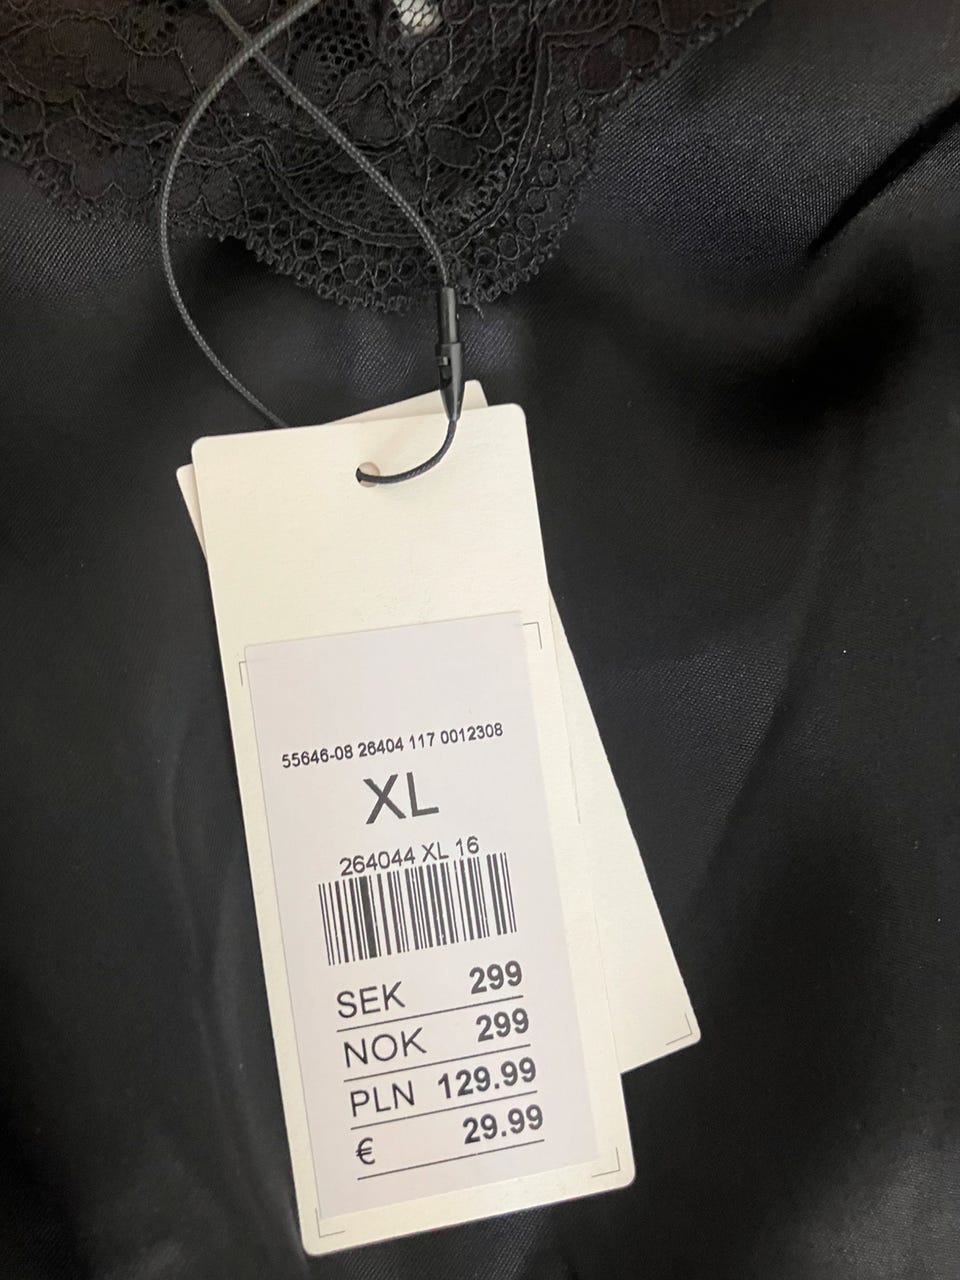 55646-08 26404 117 0012308
XL
264044 XL 16
SEK 299
NOK 299
PLN 129.99
€ 29.99